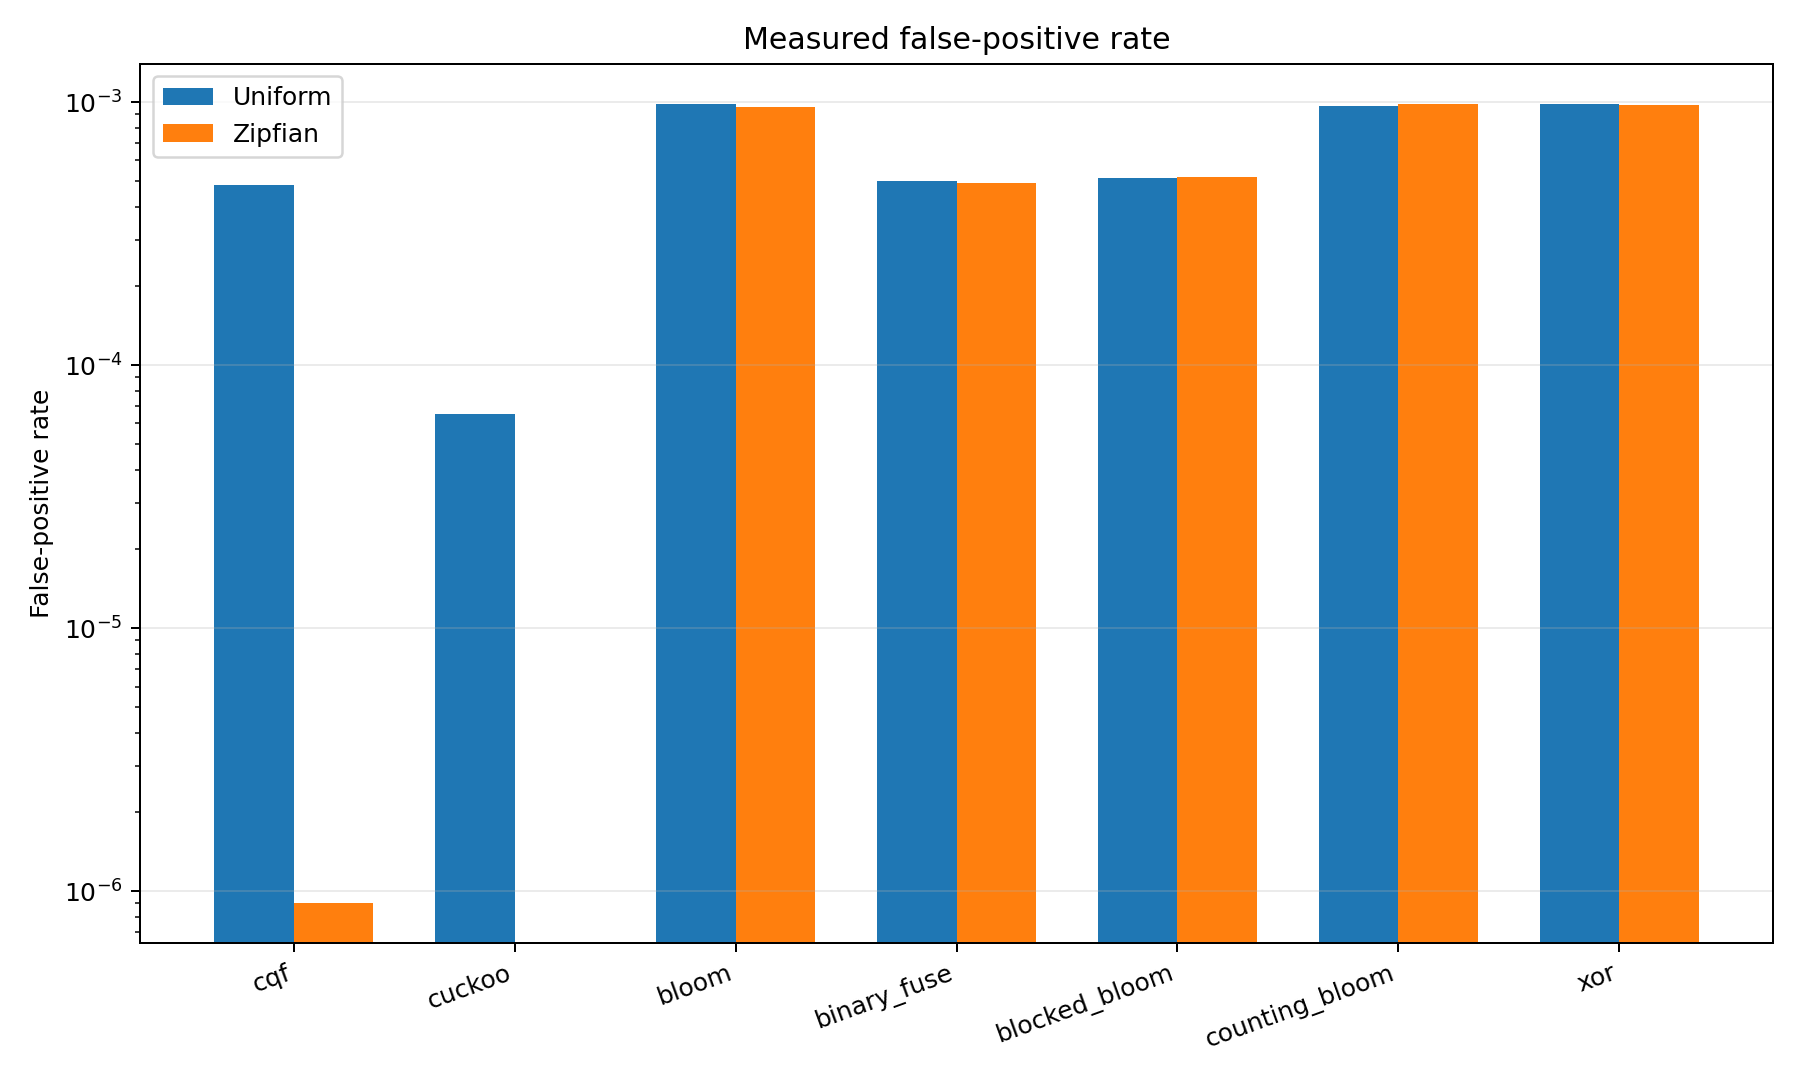 Measured false-positive rate
Uniform
Zipfian
False-positive rate
10⁻³
10⁻⁴
10⁻⁵
10⁻⁶
cqf
cuckoo
bloom
binary_fuse
blocked_bloom
counting_bloom
xor